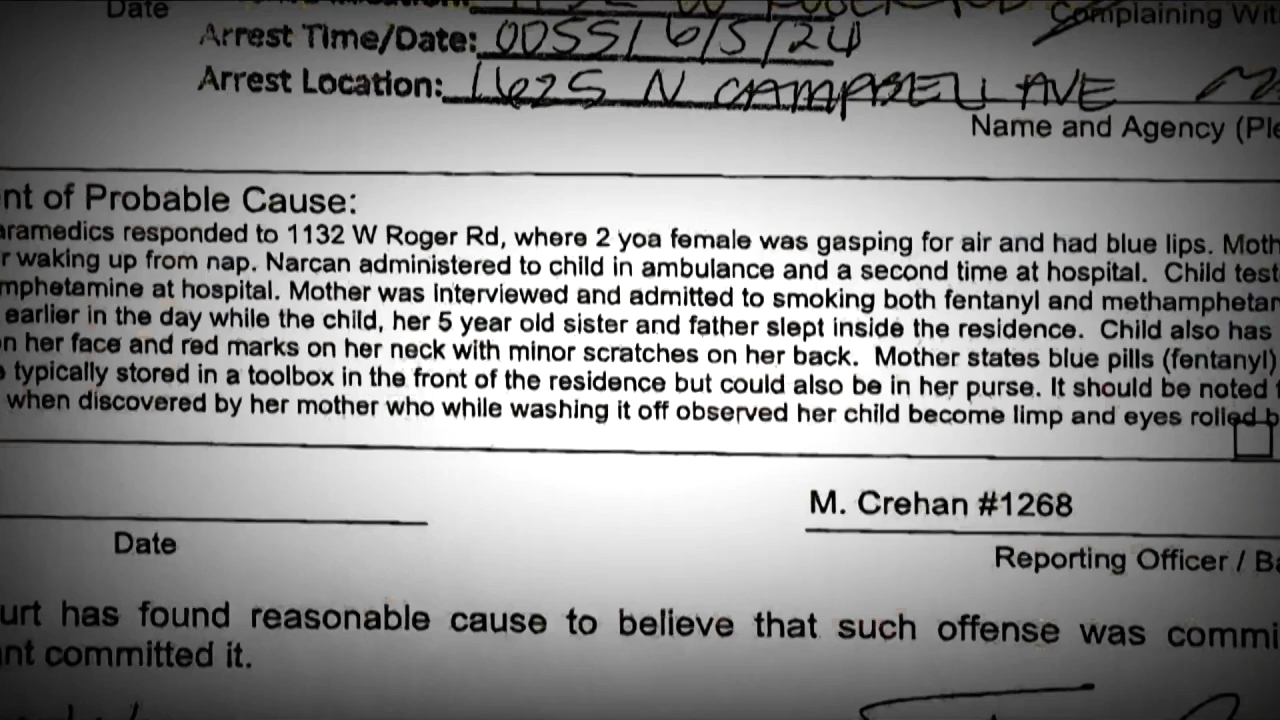 Date
Complaining Wit
Arrest Time/Date: 0055/ 6/5/24
Arrest Location: 1625 N CAMPBELL AVE
Name and Agency (Ple
nt of Probable Cause:
aramedics responded to 1132 W Roger Rd, where 2 yoa female was gasping for air and had blue lips. Moth
r waking up from nap. Narcan administered to child in ambulance and a second time at hospital. Child test
mphetamine at hospital. Mother was interviewed and admitted to smoking both fentanyl and methamphetam
earlier in the day while the child, her 5 year old sister and father slept inside the residence. Child also has
n her face and red marks on her neck with minor scratches on her back. Mother states blue pills (fentanyl)
typically stored in a toolbox in the front of the residence but could also be in her purse. It should be noted
when discovered by her mother who while washing it off observed her child become limp and eyes rolled b
M. Crehan #1268
Date
Reporting Officer / Ba
urt has found reasonable cause to believe that such offense was commi
nt committed it.